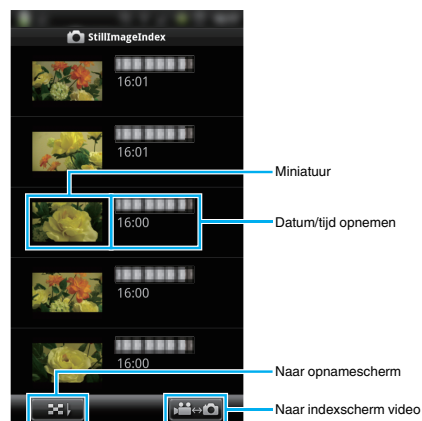 StillImageIndex
16:01
16:01
Miniatuur
16:00
Datum/tijd opnemen
16:00
16:00
Naar opnamescherm
Naar indexscherm video